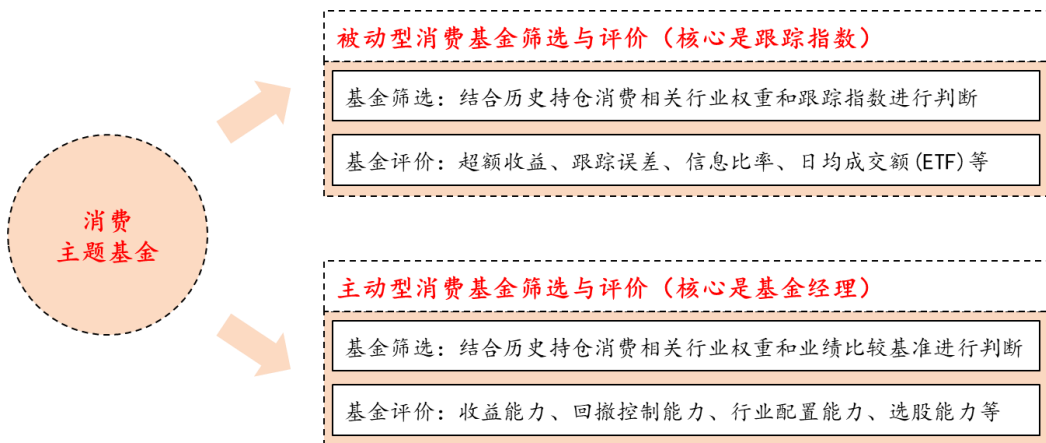 消费
主题基金
被动型消费基金筛选与评价（核心是跟踪指数）
基金筛选：结合历史持仓消费相关行业权重和跟踪指数进行判断
基金评价：超额收益、跟踪误差、信息比率、日均成交额(ETF)等
主动型消费基金筛选与评价（核心是基金经理）
基金筛选：结合历史持仓消费相关行业权重和业绩比较基准进行判断
基金评价：收益能力、回撤控制能力、行业配置能力、选股能力等